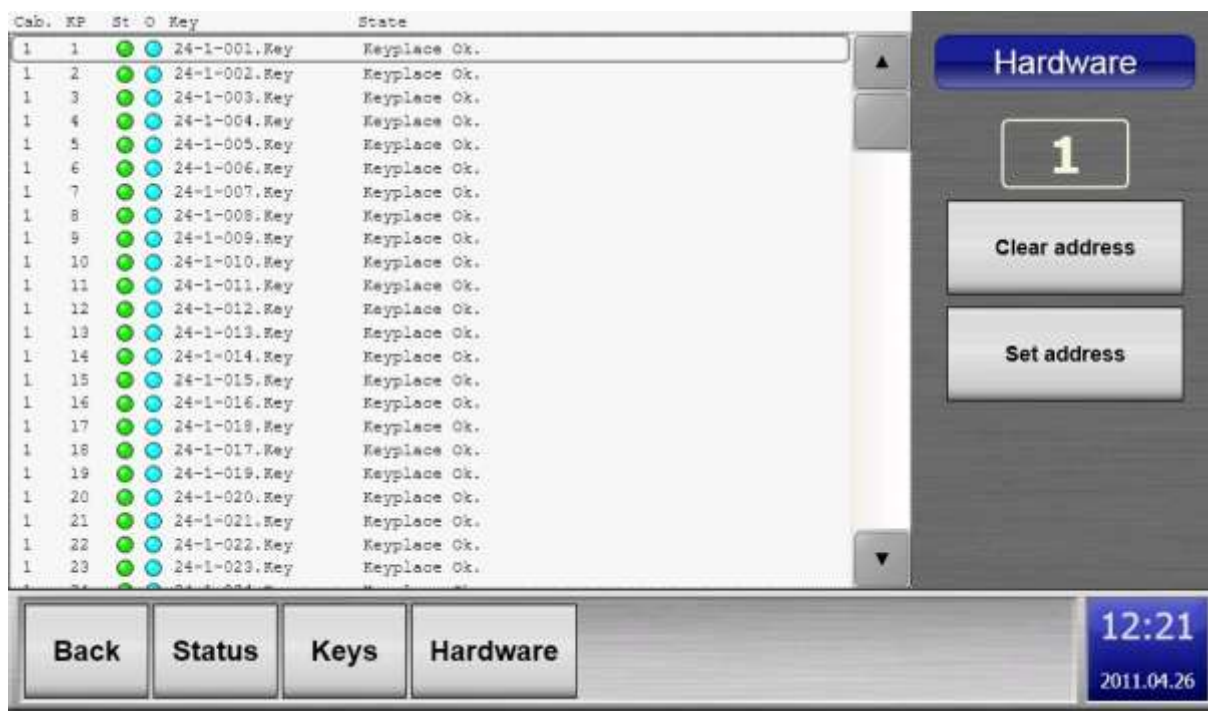 Cab. KP St O Key State
1 1 24-1-001.Key Keyplace Ok.
1 2 24-1-002.Key Keyplace Ok.
1 3 24-1-003.Key Keyplace Ok.
1 4 24-1-004.Key Keyplace Ok.
1 5 24-1-005.Key Keyplace Ok.
1 6 24-1-006.Key Keyplace Ok.
1 7 24-1-007.Key Keyplace Ok.
1 8 24-1-008.Key Keyplace Ok.
1 9 24-1-009.Key Keyplace Ok.
1 10 24-1-010.Key Keyplace Ok.
1 11 24-1-011.Key Keyplace Ok.
1 12 24-1-012.Key Keyplace Ok.
1 13 24-1-013.Key Keyplace Ok.
1 14 24-1-014.Key Keyplace Ok.
1 15 24-1-015.Key Keyplace Ok.
1 16 24-1-016.Key Keyplace Ok.
1 17 24-1-018.Key Keyplace Ok.
1 18 24-1-017.Key Keyplace Ok.
1 19 24-1-019.Key Keyplace Ok.
1 20 24-1-020.Key Keyplace Ok.
1 21 24-1-021.Key Keyplace Ok.
1 22 24-1-022.Key Keyplace Ok.
1 23 24-1-023.Key Keyplace Ok.
Hardware
1
Clear address
Set address
Back Status Keys Hardware
12:21
2011.04.26